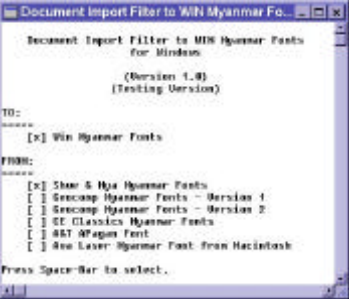 Document Import Filter to WIN Myanmar Fo...
Document Import Filter to WIN Myanmar Fonts
for Windows
(Version 1.0)
(Testing Version)
TO:
=====
[x] Win Myanmar Fonts
FROM:
=====
[x] Shwe & Mya Myanmar Fonts
[ ] Geocomp Myanmar Fonts - Version 1
[ ] Geocomp Myanmar Fonts - Version 2
[ ] CE Classics Myanmar Fonts
[ ] A&T APagan Font
[ ] Ava Laser Myanmar Font from Macintosh
Press Space-Bar to select.